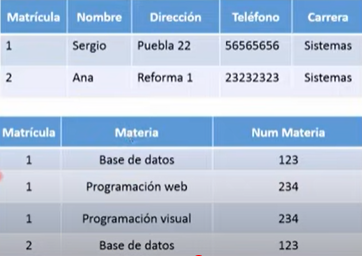 Matrícula Nombre Dirección Teléfono Carrera
1 Sergio Puebla 22 56565656 Sistemas
2 Ana Reforma 1 23232323 Sistemas
Matrícula Materia Num Materia
1 Base de datos 123
1 Programación web 234
1 Programación visual 234
2 Base de datos 123